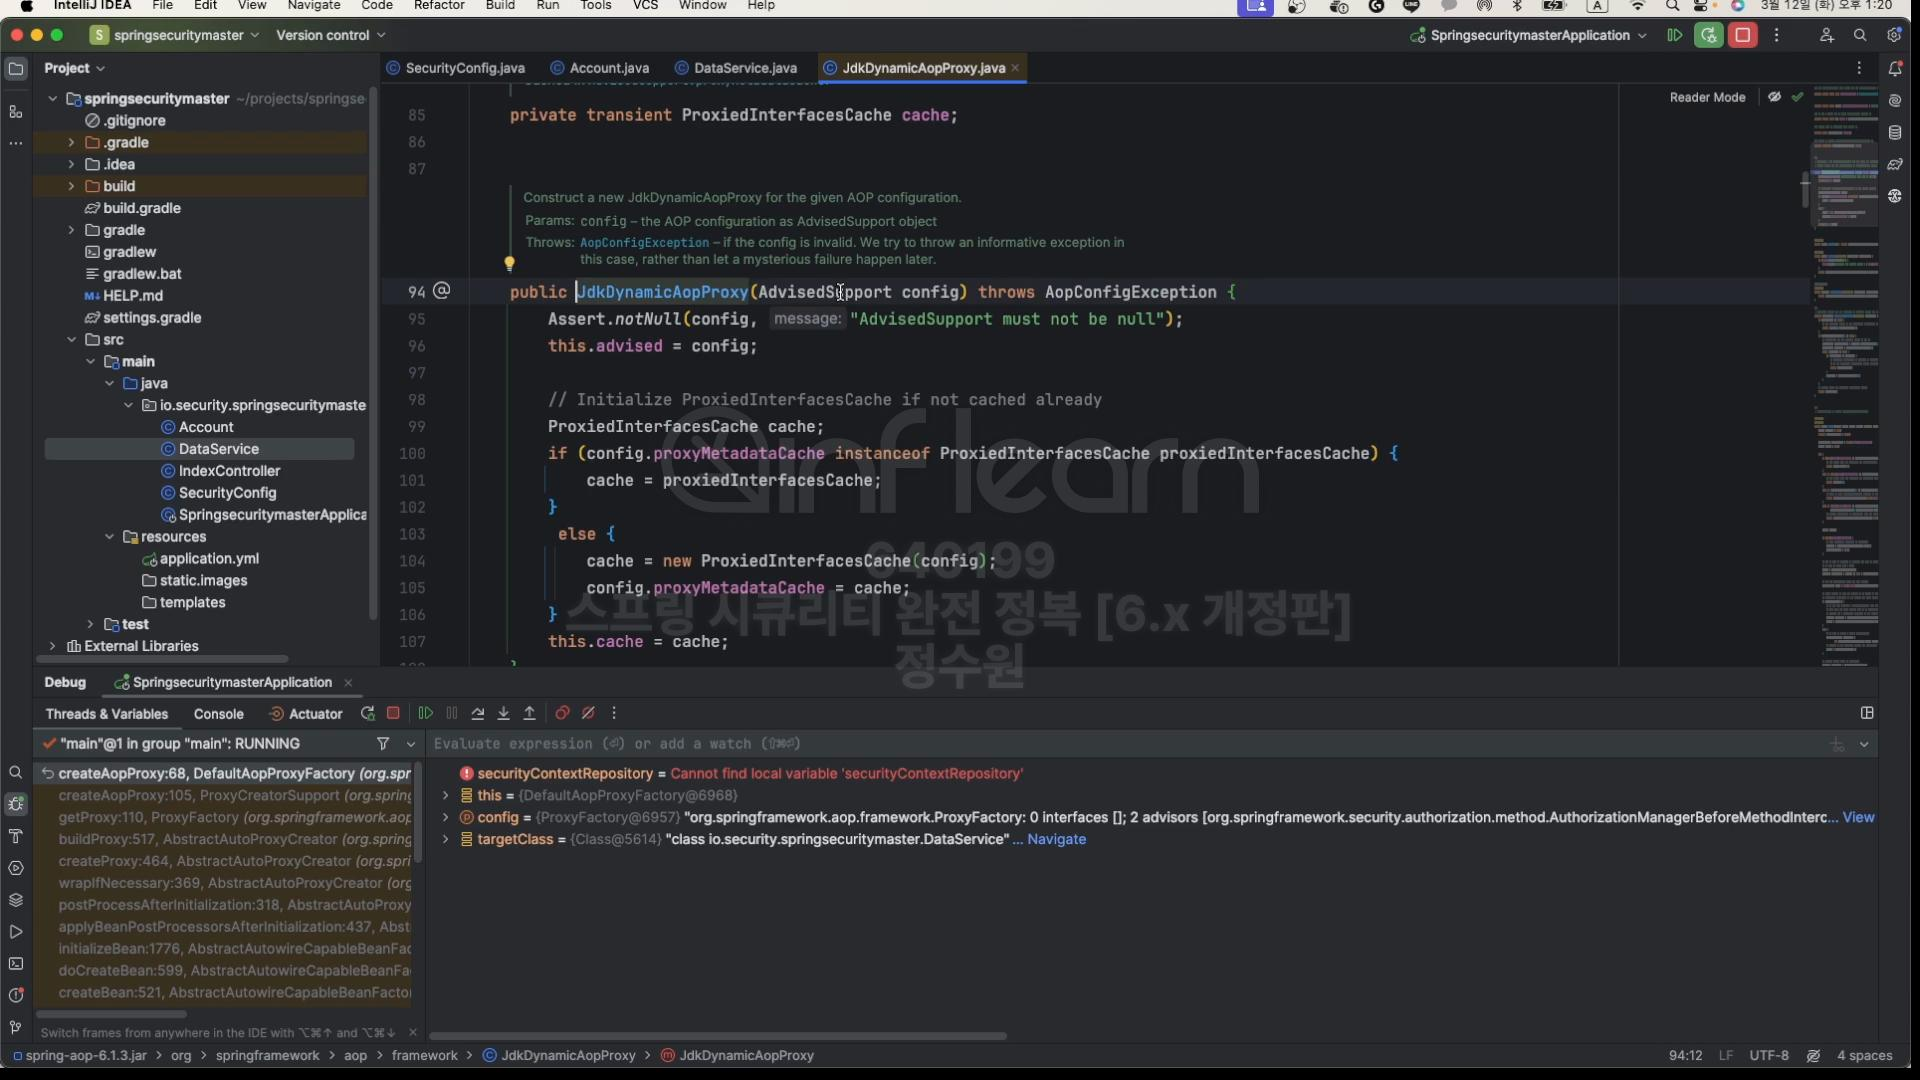 IntelliJ IDEA File Edit View Navigate Code Refactor Build Run Tools VCS Window Help
3월 12일 (화) 오후 1:20
S springsecuritymaster Version control
SpringsecuritymasterApplication
Project
SecurityConfig.java Account.java DataService.java JdkDynamicAopProxy.java
Reader Mode
springsecuritymaster ~/projects/springse
.gitignore
.gradle
.idea
build
build.gradle
gradle
gradlew
gradlew.bat
HELP.md
settings.gradle
src
main
java
io.security.springsecuritymaste
Account
DataService
IndexController
SecurityConfig
SpringsecuritymasterApplica
resources
application.yml
static.images
templates
test
External Libraries
85 private transient ProxiedInterfacesCache cache;
86
87
Construct a new JdkDynamicAopProxy for the given AOP configuration.
Params: config – the AOP configuration as AdvisedSupport object
Throws: AopConfigException – if the config is invalid. We try to throw an informative exception in
this case, rather than let a mysterious failure happen later.
94 public JdkDynamicAopProxy(AdvisedSupport config) throws AopConfigException {
95 Assert.notNull(config, message: "AdvisedSupport must not be null");
96 this.advised = config;
97
98 // Initialize ProxiedInterfacesCache if not cached already
99 ProxiedInterfacesCache cache;
100 if (config.proxyMetadataCache instanceof ProxiedInterfacesCache proxiedInterfacesCache) {
101 cache = proxiedInterfacesCache;
102 }
103 else {
104 cache = new ProxiedInterfacesCache(config);
105 config.proxyMetadataCache = cache;
106 }
107 this.cache = cache;
inflearn
640199
스프링 시큐리티 완전 정복 [6.x 개정판]
정수원
Debug SpringsecuritymasterApplication
Threads & Variables Console Actuator
"main"@1 in group "main": RUNNING
Evaluate expression (⏎) or add a watch (⇧⌘⏎)
createAopProxy:68, DefaultAopProxyFactory (org.spr
createAopProxy:105, ProxyCreatorSupport (org.spring
getProxy:110, ProxyFactory (org.springframework.aop
buildProxy:517, AbstractAutoProxyCreator (org.spring
createProxy:464, AbstractAutoProxyCreator (org.spri
wrapIfNecessary:369, AbstractAutoProxyCreator (org
postProcessAfterInitialization:318, AbstractAutoProxy
applyBeanPostProcessorsAfterInitialization:437, Abst
initializeBean:1776, AbstractAutowireCapableBeanFac
doCreateBean:599, AbstractAutowireCapableBeanFa
createBean:521, AbstractAutowireCapableBeanFacto
securityContextRepository = Cannot find local variable 'securityContextRepository'
this = {DefaultAopProxyFactory@6968}
config = {ProxyFactory@6957} "org.springframework.aop.framework.ProxyFactory: 0 interfaces []; 2 advisors [org.springframework.security.authorization.method.AuthorizationManagerBeforeMethodInterc... View
targetClass = {Class@5614} "class io.security.springsecuritymaster.DataService" ... Navigate
Switch frames from anywhere in the IDE with ⌥⌘↑ and ⌥⌘↓
spring-aop-6.1.3.jar > org > springframework > aop > framework > JdkDynamicAopProxy > JdkDynamicAopProxy
94:12 LF UTF-8 4 spaces